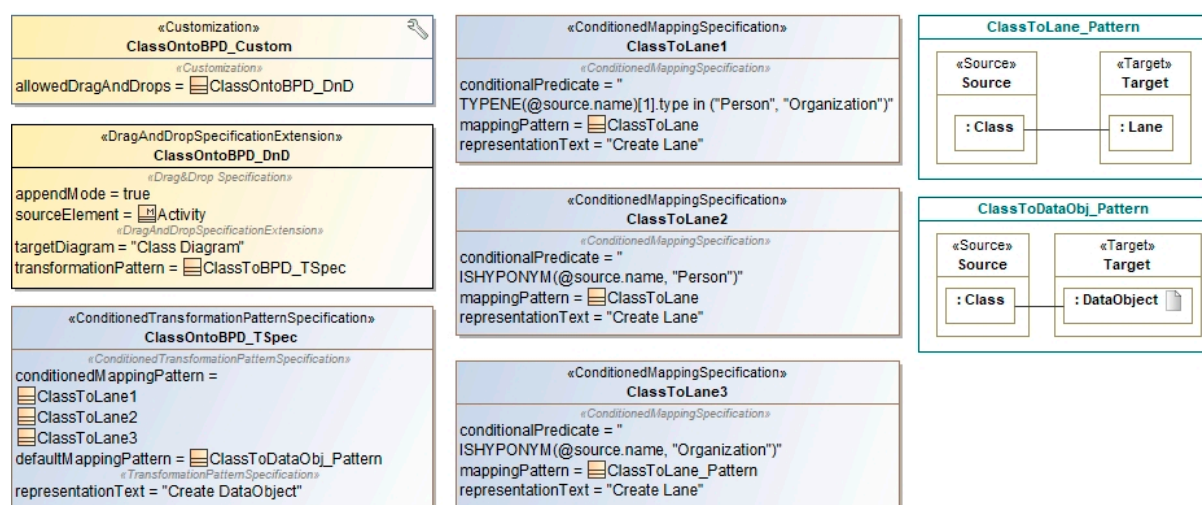 «Customization»
ClassOntoBPD_Custom
«Customization»
allowedDragAndDrops = ClassOntoBPD_DnD
«DragAndDropSpecificationExtension»
ClassOntoBPD_DnD
«Drag&Drop Specification»
appendMode = true
sourceElement = M Activity
«DragAndDropSpecificationExtension»
targetDiagram = "Class Diagram"
transformationPattern = ClassToBPD_TSpec
«ConditionedTransformationPatternSpecification»
ClassOntoBPD_TSpec
«ConditionedTransformationPatternSpecification»
conditionedMappingPattern =
ClassToLane1
ClassToLane2
ClassToLane3
defaultMappingPattern = ClassToDataObj_Pattern
«TransformationPatternSpecification»
representationText = "Create DataObject"
«ConditionedMappingSpecification»
ClassToLane1
«ConditionedMappingSpecification»
conditionalPredicate = "
TYPENE(@source.name)[1].type in ("Person", "Organization")"
mappingPattern = ClassToLane
representationText = "Create Lane"
«ConditionedMappingSpecification»
ClassToLane2
«ConditionedMappingSpecification»
conditionalPredicate = "
ISHYPONYM(@source.name, "Person")"
mappingPattern = ClassToLane
representationText = "Create Lane"
«ConditionedMappingSpecification»
ClassToLane3
«ConditionedMappingSpecification»
conditionalPredicate = "
ISHYPONYM(@source.name, "Organization")"
mappingPattern = ClassToLane_Pattern
representationText = "Create Lane"
ClassToLane_Pattern
«Source»
Source
: Class
«Target»
Target
: Lane
ClassToDataObj_Pattern
«Source»
Source
: Class
«Target»
Target
: DataObject